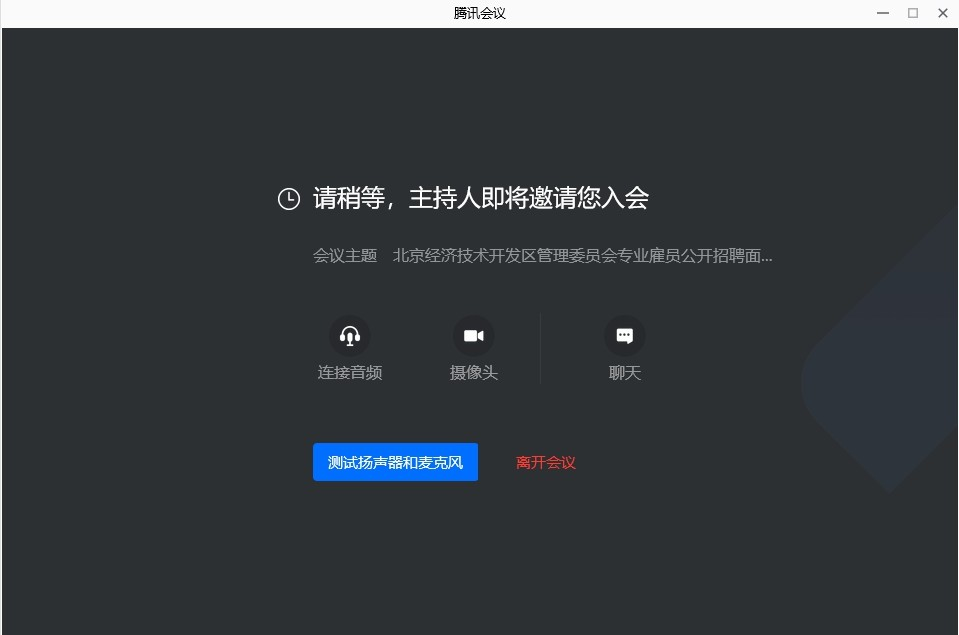 腾讯会议
请稍等，主持人即将邀请您入会
会议主题 北京经济技术开发区管理委员会专业雇员公开招聘面...
连接音频 摄像头 聊天
测试扬声器和麦克风 离开会议